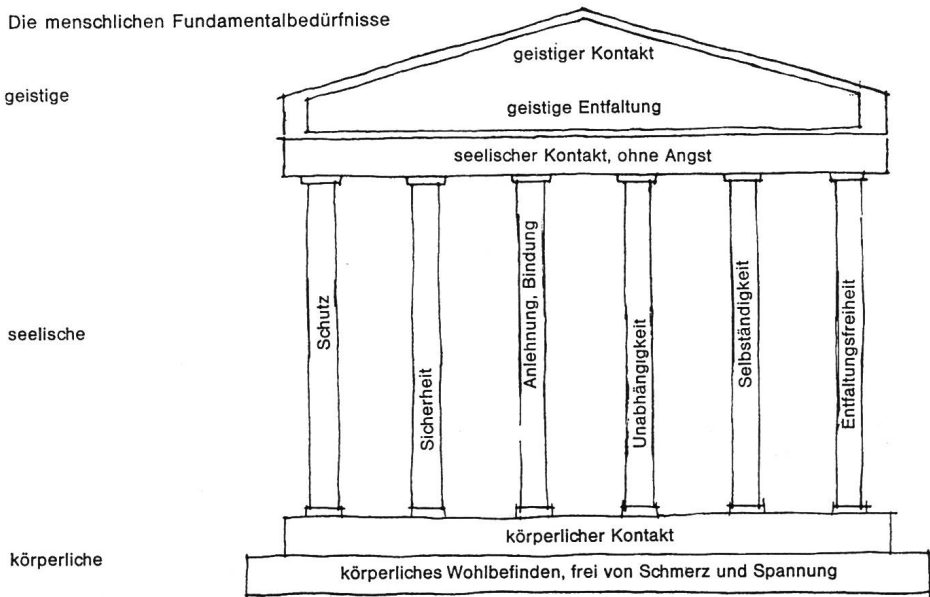 Die menschlichen Fundamentalbedürfnisse
geistiger Kontakt
geistige
geistige Entfaltung
seelischer Kontakt, ohne Angst
seelische
Schutz
Sicherheit
Anlehnung, Bindung
Unabhängigkeit
Selbständigkeit
Entfaltungsfreiheit
körperlicher Kontakt
körperliche
körperliches Wohlbefinden, frei von Schmerz und Spannung